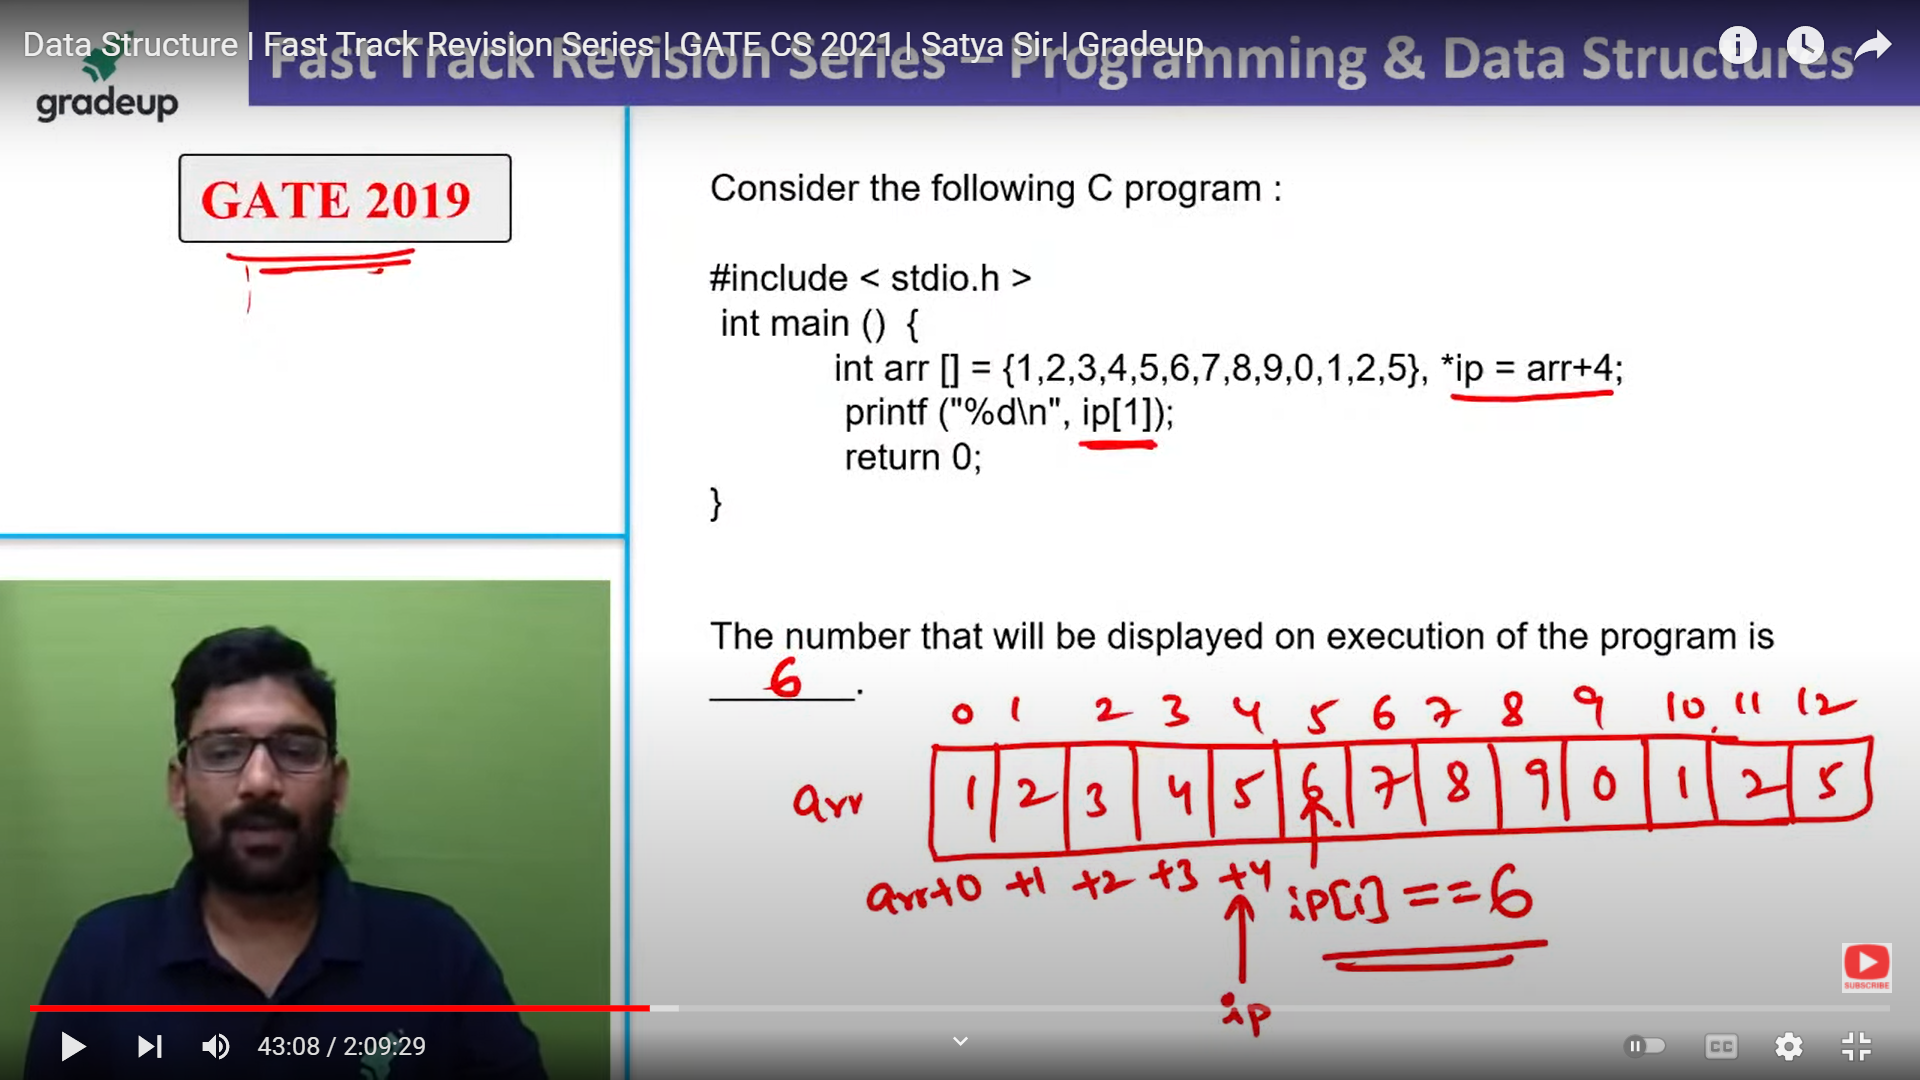 Data Structure | Fast Track Revision Series | GATE CS 2021 | Satya Sir | Gradeup
Fast Track Revision Series – Programming & Data Structures
gradeup
GATE 2019
Consider the following C program :
#include < stdio.h >
int main () {
int arr [] = {1,2,3,4,5,6,7,8,9,0,1,2,5}, *ip = arr+4;
printf ("%d\n", ip[1]);
return 0;
}
The number that will be displayed on execution of the program is
6.
0 1 2 3 4 5 6 7 8 9 10 11 12
arr 1 2 3 4 5 6 7 8 9 0 1 2 5
arr+0 +1 +2 +3 +4 ip[1] == 6
ip
SUBSCRIBE
43:08 / 2:09:29
CC